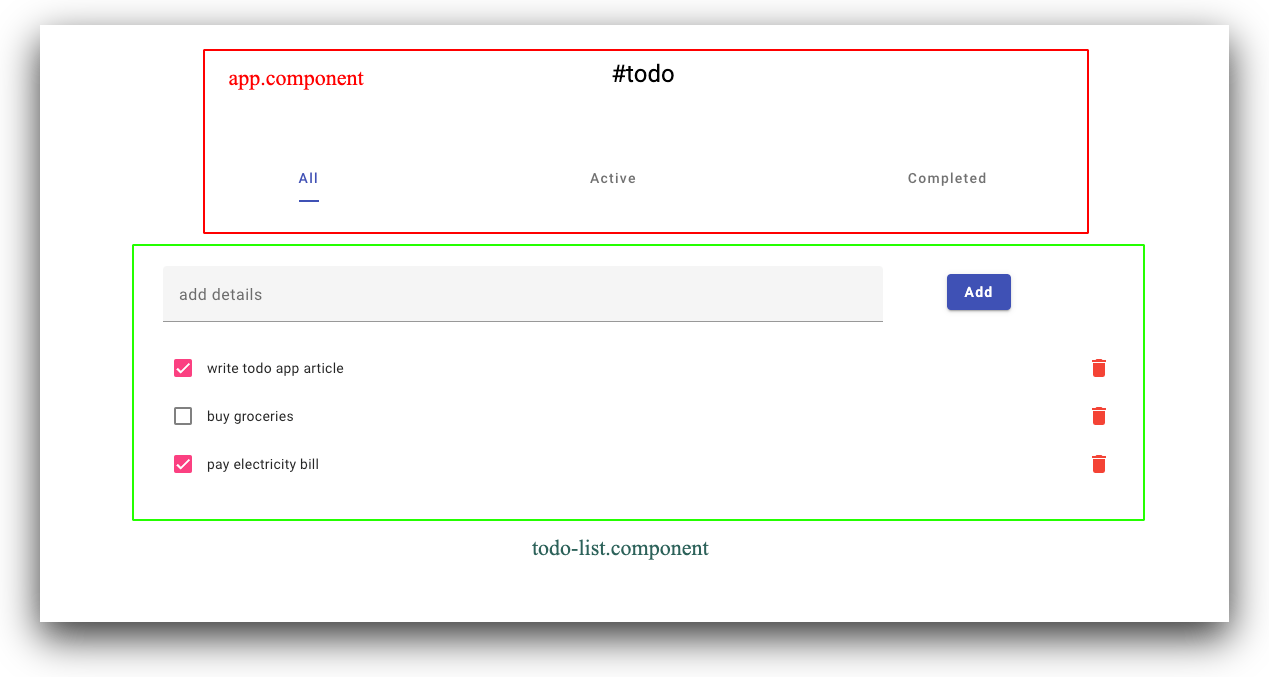 #todo
app.component
All
Active
Completed
add details
Add
write todo app article
buy groceries
pay electricity bill
todo-list.component